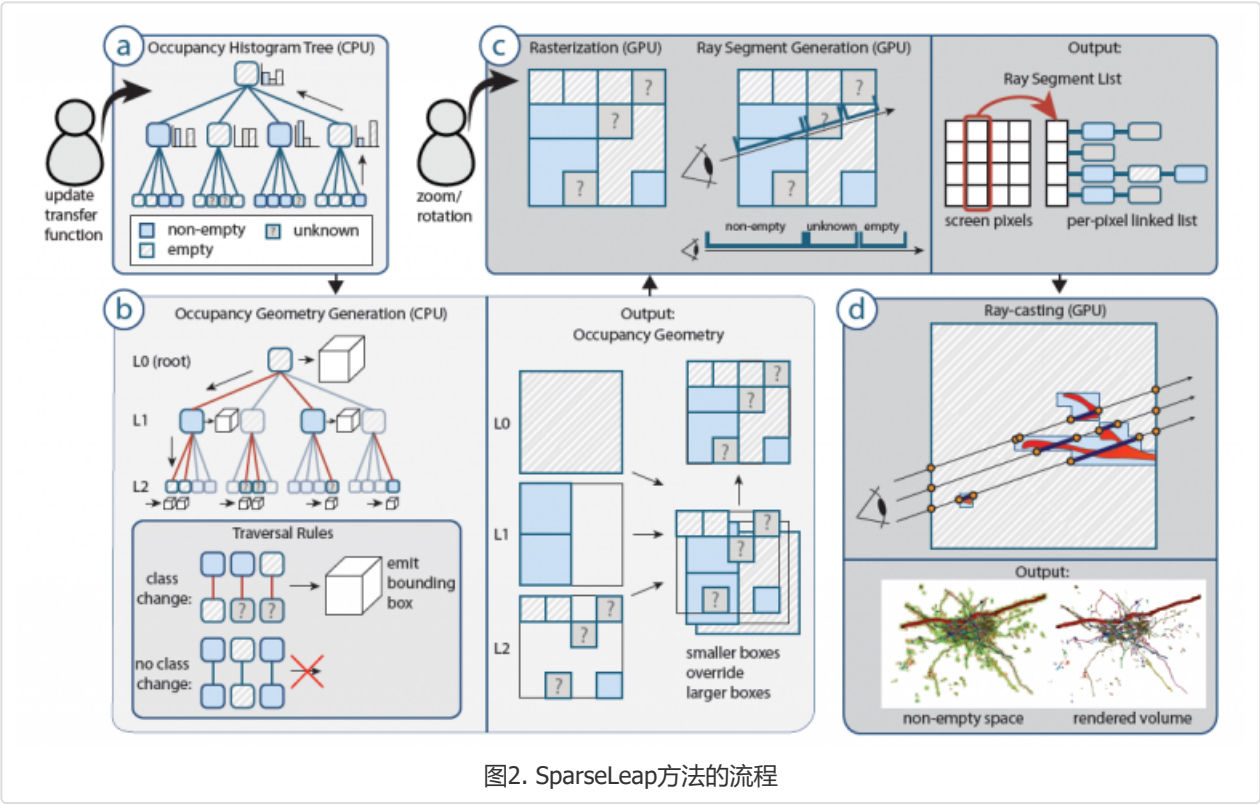 a
Occupancy Histogram Tree (CPU)
update
transfer
function
? ? ?
non-empty
? unknown
empty
c
Rasterization (GPU)
Ray Segment Generation (GPU)
zoom/
rotation
?
?
?
?
?
?
non-empty
unknown
empty
Output:
Ray Segment List
screen pixels
per-pixel linked list
b
Occupancy Geometry Generation (CPU)
L0 (root)
L1
L2
? ? ?
Traversal Rules
class
change:
? ?
emit
bounding
box
no class
change:
Output:
Occupancy Geometry
L0
L1
L2
?
?
?
?
?
?
?
?
?
smaller boxes
override
larger boxes
d
Ray-casting (GPU)
Output:
non-empty space
rendered volume
图2. SparseLeap方法的流程